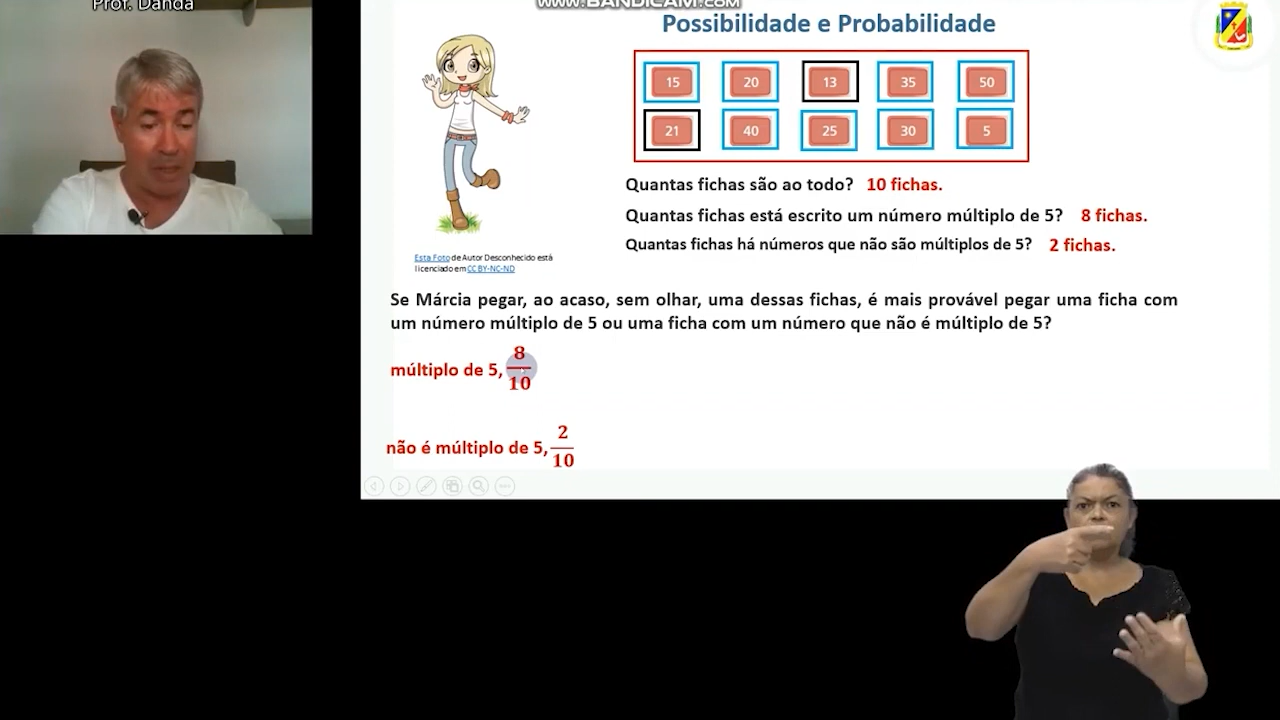 Prof. Danda
WWW.BANDICAM.COM
Possibilidade e Probabilidade
15 20 13 35 50
21 40 25 30 5
Quantas fichas são ao todo? 10 fichas.
Quantas fichas está escrito um número múltiplo de 5? 8 fichas.
Quantas fichas há números que não são múltiplos de 5? 2 fichas.
Esta Foto de Autor Desconhecido está
licenciado em CC BY-NC-ND
Se Márcia pegar, ao acaso, sem olhar, uma dessas fichas, é mais provável pegar uma ficha com
um número múltiplo de 5 ou uma ficha com um número que não é múltiplo de 5?
múltiplo de 5, 8/10
não é múltiplo de 5, 2/10